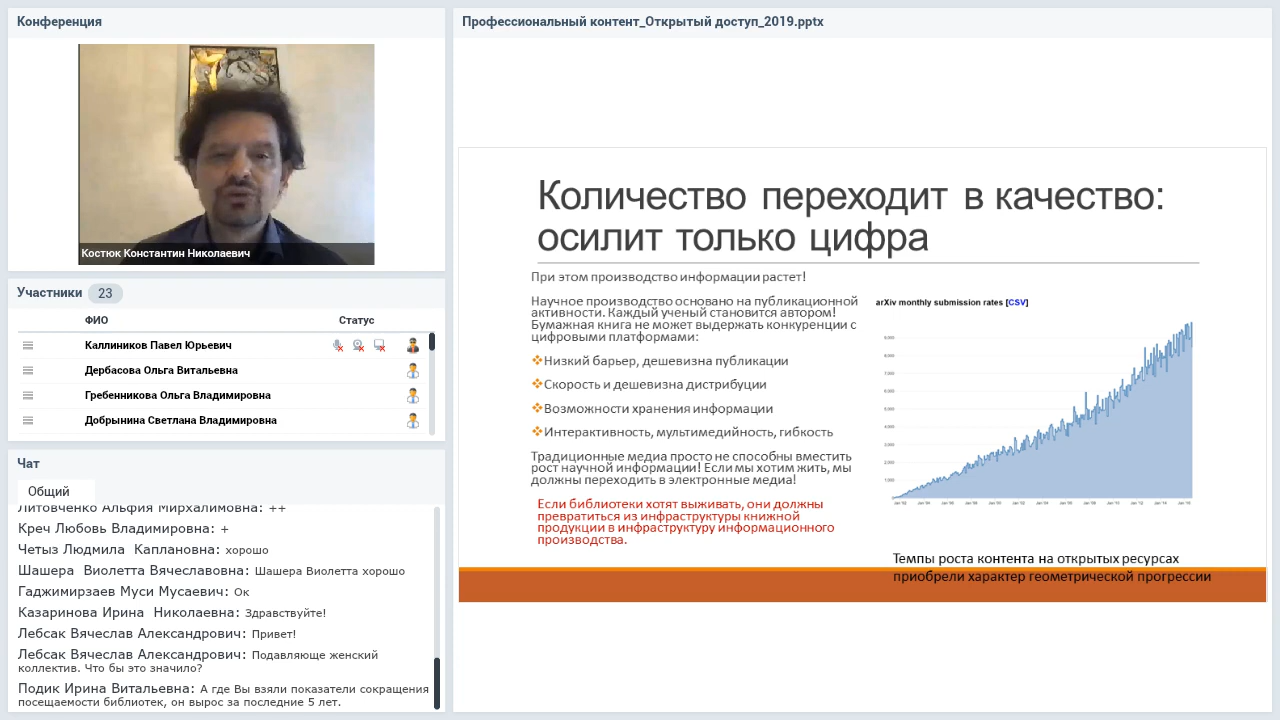 Конференция
Костюк Константин Николаевич
Участники 23
ФИО Статус
Каллиников Павел Юрьевич
Дербасова Ольга Витальевна
Гребенникова Ольга Владимировна
Добрынина Светлана Владимировна
Чат
Общий
Литовченко Альфия Мирхалимовна: ++
Креч Любовь Владимировна: +
Четыз Людмила Каплановна: хорошо
Шашера Виолетта Вячеславовна: Шашера Виолетта хорошо
Гаджимирзаев Муси Мусаевич: Ок
Казаринова Ирина Николаевна: Здравствуйте!
Лебсак Вячеслав Александрович: Привет!
Лебсак Вячеслав Александрович: Подавляюще женский
коллектив. Что бы это значило?
Подик Ирина Витальевна: А где Вы взяли показатели сокращения
посещаемости библиотек, он вырос за последние 5 лет.
Профессиональный контент_Открытый доступ_2019.pptx
Количество переходит в качество:
осилит только цифра
При этом производство информации растет!
Научное производство основано на публикационной
активности. Каждый ученый становится автором!
Бумажная книга не может выдержать конкуренции с
цифровыми платформами:
Низкий барьер, дешевизна публикации
Скорость и дешевизна дистрибуции
Возможности хранения информации
Интерактивность, мультимедийность, гибкость
Традиционные медиа просто не способны вместить
рост научной информации! Если мы хотим жить, мы
должны переходить в электронные медиа!
Если библиотеки хотят выживать, они должны
превратиться из инфраструктуры книжной
продукции в инфраструктуру информационного
производства.
arXiv monthly submission rates [CSV]
Темпы роста контента на открытых ресурсах
приобрели характер геометрической прогрессии